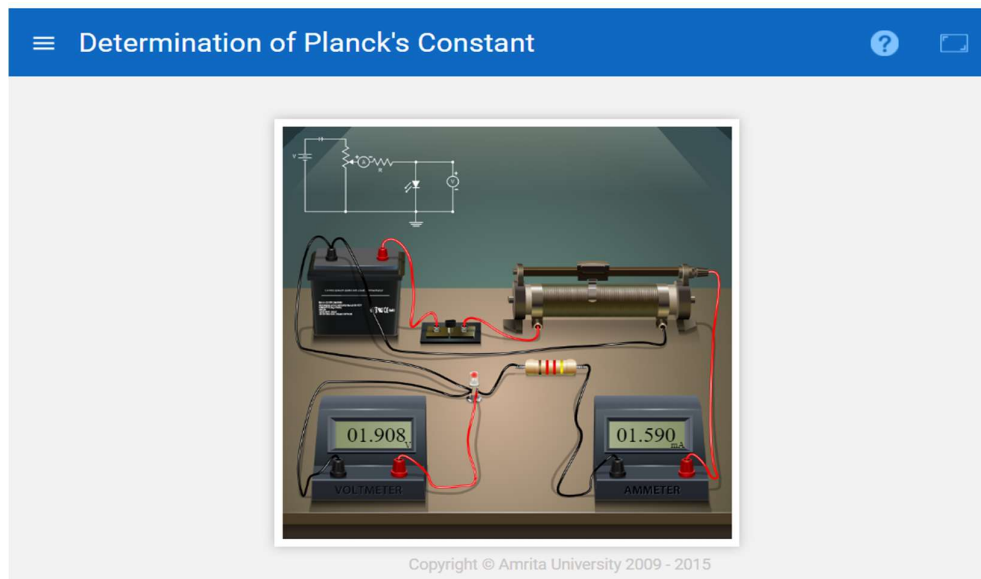 Determination of Planck's Constant
?
V
A
R
V
01.908 V
01.590 mA
VOLTMETER
AMMETER
Copyright © Amrita University 2009 - 2015